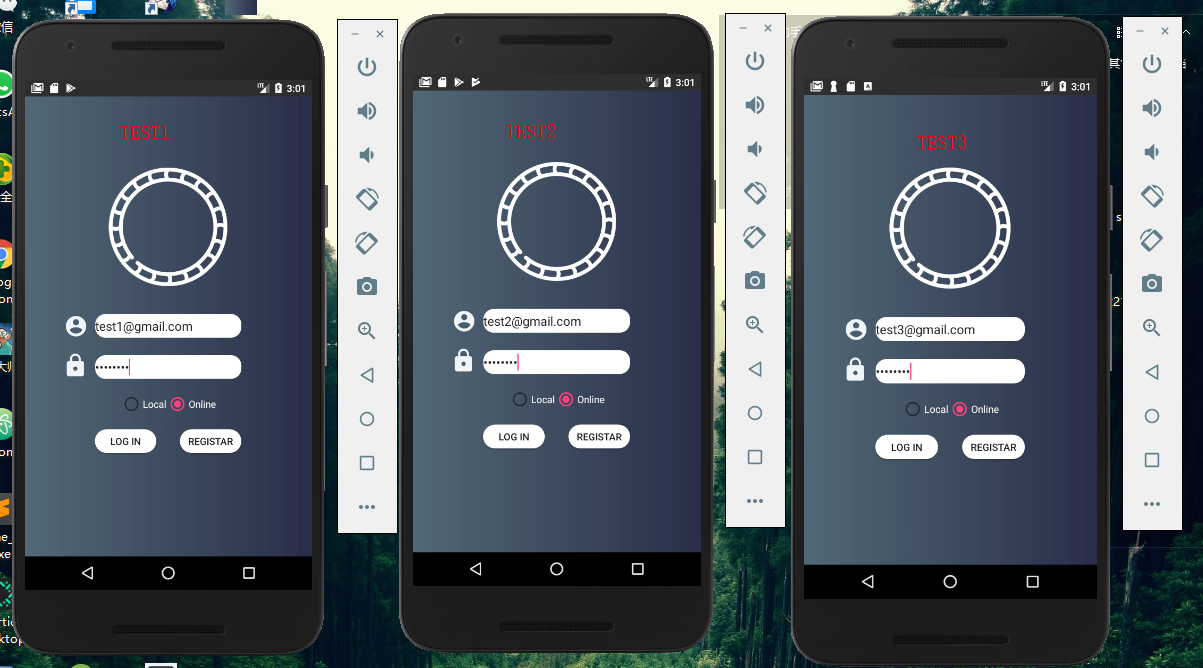 3:01
TEST1
test1@gmail.com
••••••••
Local Online
LOG IN REGISTAR
3:01
TEST2
test2@gmail.com
••••••••
Local Online
LOG IN REGISTAR
3:01
TEST3
test3@gmail.com
••••••••
Local Online
LOG IN REGISTAR